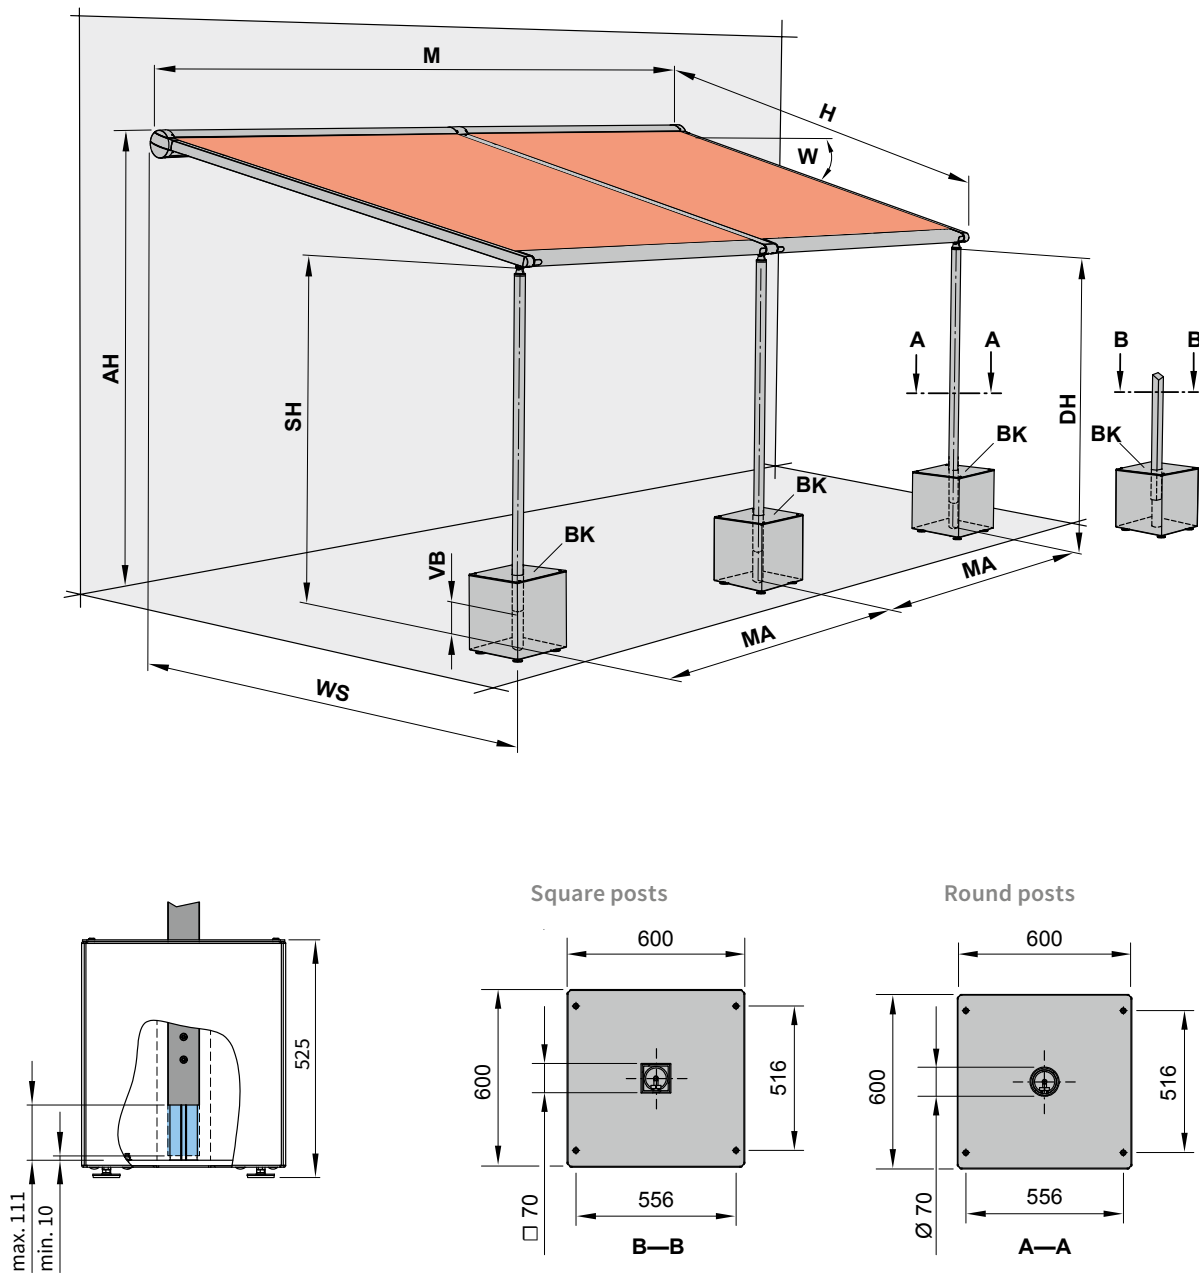 M
H
W
AH
SH
A A
B B
DH
BK
BK
BK
BK
VB
MA
MA
WS
Square posts
Round posts
600
600
525
600
516
600
516
max. 111
min. 10
□ 70
556
Ø 70
556
B—B
A—A